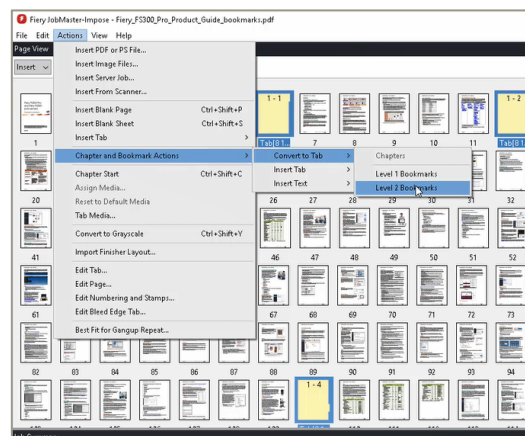 Fiery JobMaster-Impose - Fiery_FS300_Pro_Product_Guide_bookmarks.pdf
File Edit Actions View Help
Page View
Insert
Insert PDF or PS File...
Insert Image Files...
Insert Server Job...
Insert From Scanner...
Insert Blank Page Ctrl+Shift+P
Insert Blank Sheet Ctrl+Shift+S
Insert Tab
Chapter and Bookmark Actions
Chapter Start Ctrl+Shift+C
Assign Media...
Reset to Default Media
Tab Media...
Convert to Grayscale Ctrl+Shift+Y
Import Finisher Layout...
Edit Tab...
Edit Page...
Edit Numbering and Stamps...
Edit Bleed Edge Tab...
Best Fit for Gangup Repeat...
Convert to Tab
Insert Tab
Insert Text
Chapters
Level 1 Bookmarks
Level 2 Bookmarks
1 - 1 1 - 2
1 7 8 9 10 11
20 26 27 28 29 30 31 32
41 46 47 48 49 50 51 52
61 67 68 69 70 71 72 73
82 83 84 85 86 87 88 89 90 91 92 93 94
1 - 4